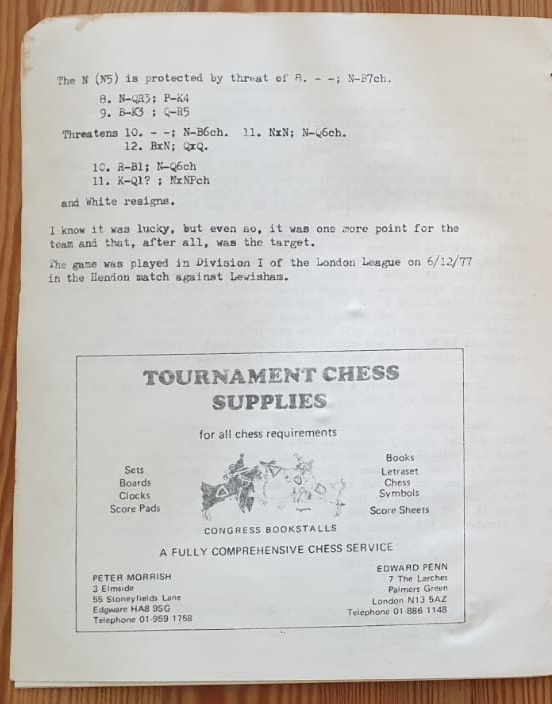 The N (N5) is protected by threat of 8. - -; N-B7ch.
8. N-QR3; P-K4
9. B-K3 ; Q-R5
Threatens 10. - -; N-B6ch. 11. NxN; N-Q6ch.
12. BxN; QxQ.
10. R-B1; N-Q6ch
11. K-Q1? ; NxNPch
and White resigns.
I know it was lucky, but even so, it was one more point for the
team and that, after all, was the target.
The game was played in Division I of the London League on 6/12/77
in the Hendon match against Lewisham.
TOURNAMENT CHESS
SUPPLIES
for all chess requirements
Sets
Boards
Clocks
Score Pads
Books
Letraset
Chess
Symbols
Score Sheets
CONGRESS BOOKSTALLS
A FULLY COMPREHENSIVE CHESS SERVICE
PETER MORRISH
3 Elmside
55 Stoneyfields Lane
Edgware HA8 9SG
Telephone 01-959 1758
EDWARD PENN
7 The Larches
Palmers Green
London N13 5AZ
Telephone 01-886 1148